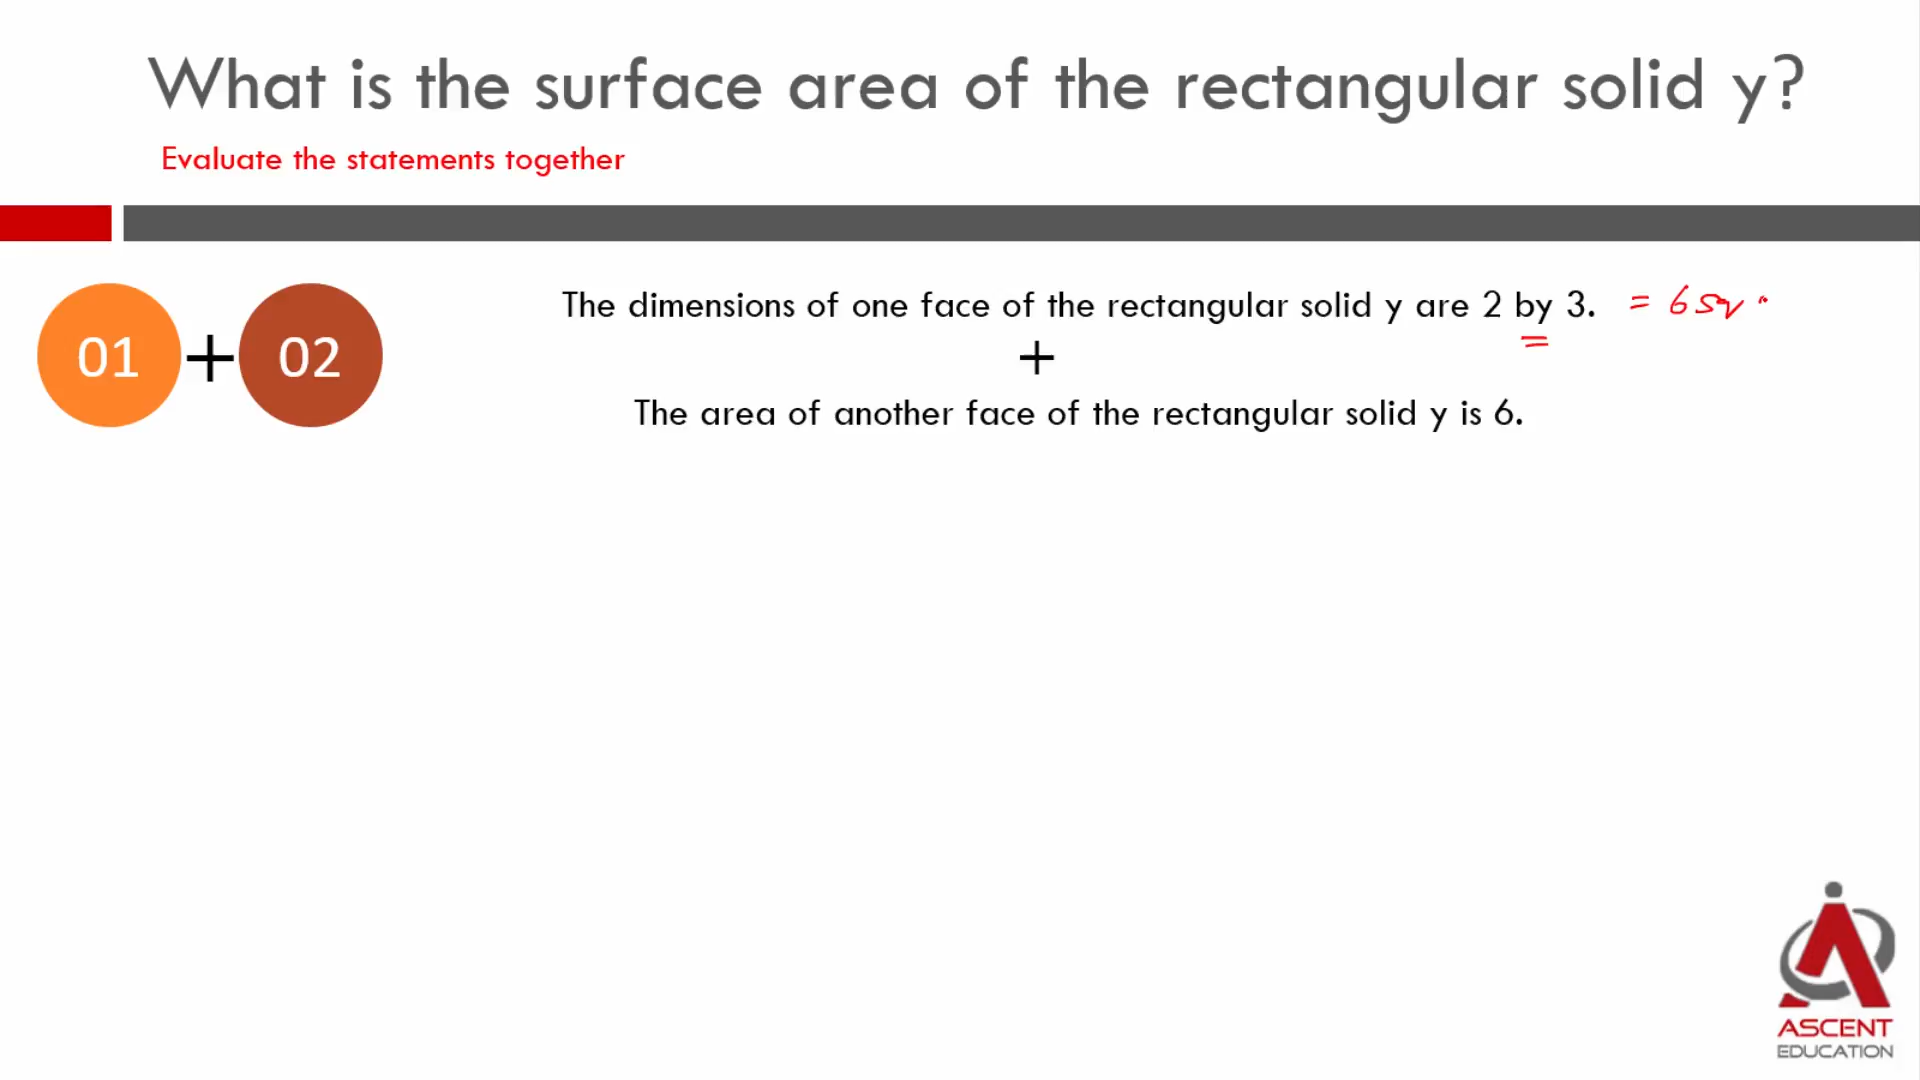 What is the surface area of the rectangular solid y?
Evaluate the statements together
01 + 02
The dimensions of one face of the rectangular solid y are 2 by 3. = 6 sq.
+
The area of another face of the rectangular solid y is 6.
ASCENT
EDUCATION